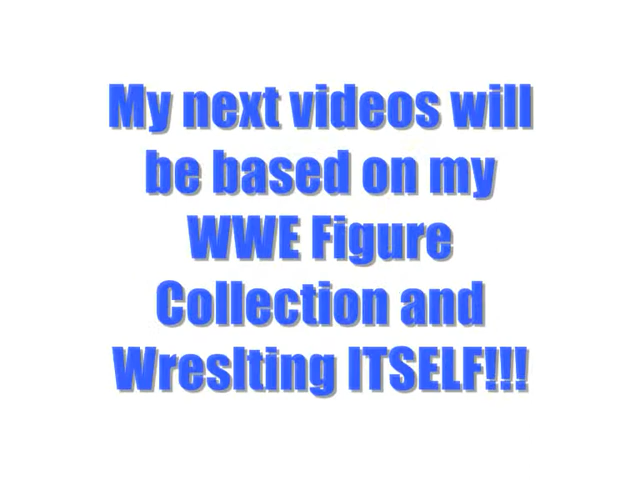 My next videos will
be based on my
WWE Figure
Collection and
Wreslting ITSELF!!!